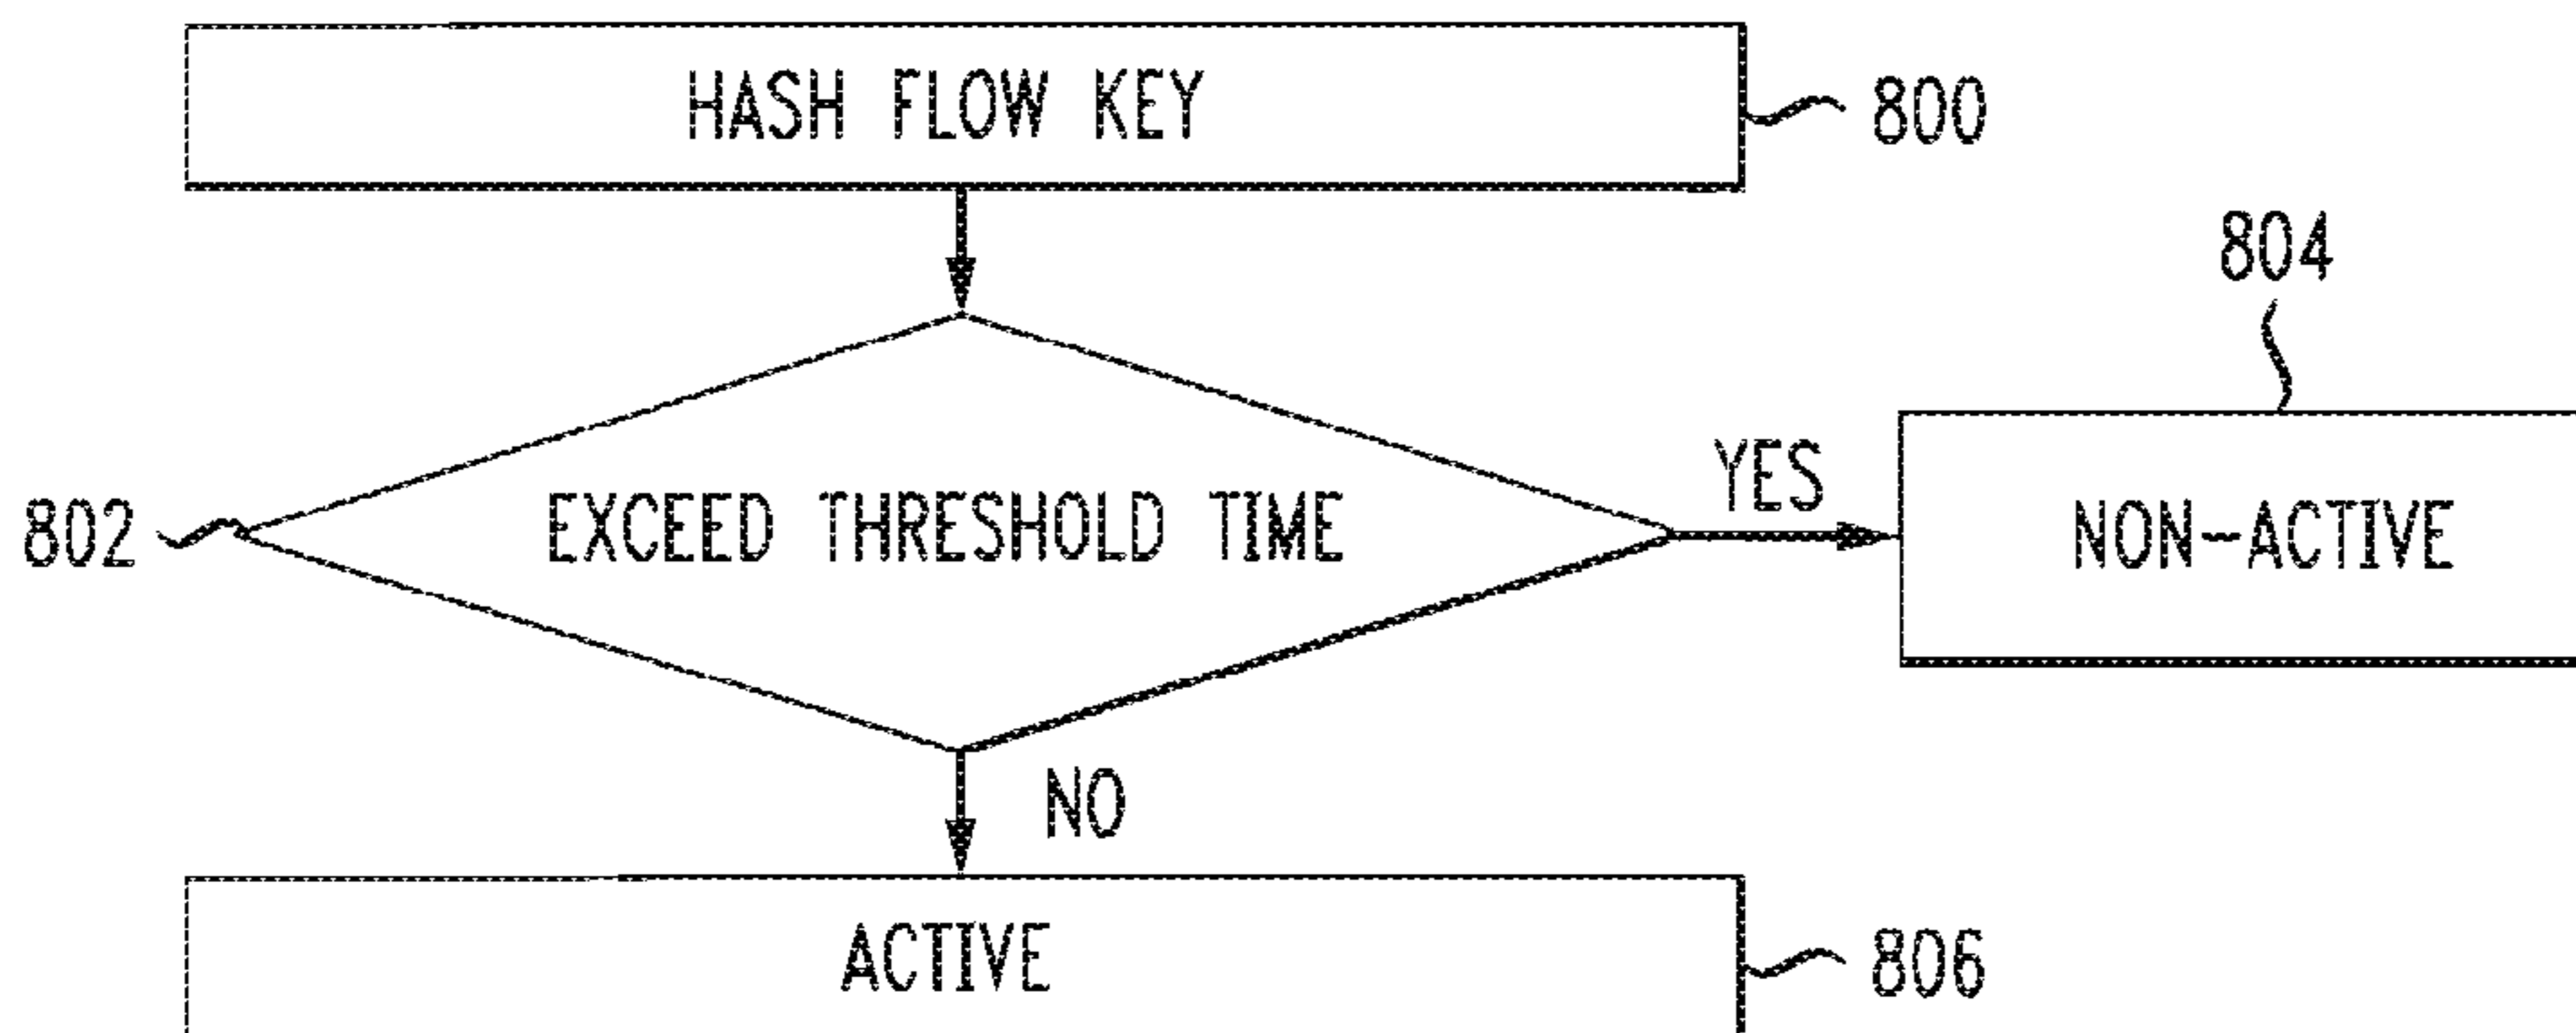 HASH FLOW KEY
800
804
802
EXCEED THRESHOLD TIME
YES
NON-ACTIVE
NO
ACTIVE
806